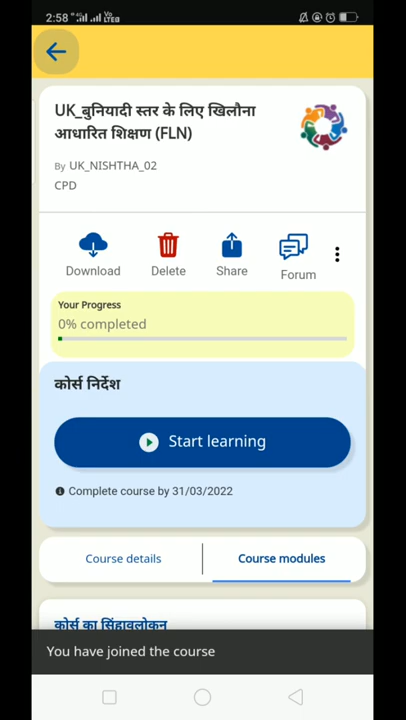 2:58
UK_बुनियादी स्तर के लिए खिलौना
आधारित शिक्षण (FLN)
By UK_NISHTHA_02
CPD
Download Delete Share Forum
Your Progress
0% completed
कोर्स निर्देश
Start learning
Complete course by 31/03/2022
Course details Course modules
कोर्स का सिंहावलोकन
You have joined the course